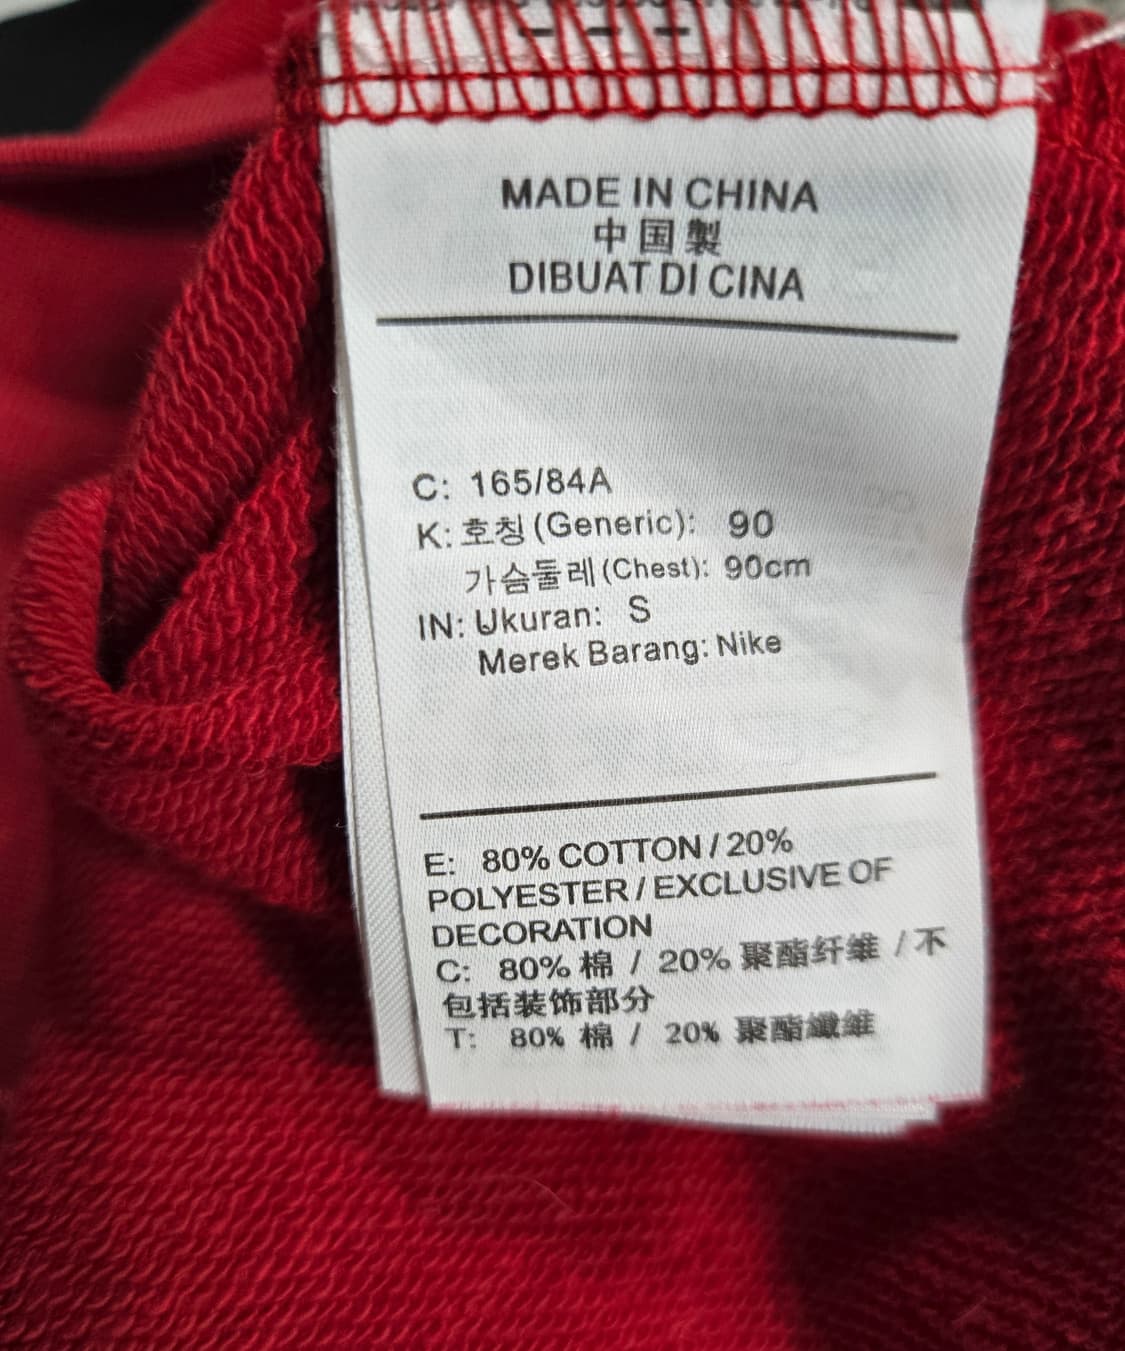 MADE IN CHINA
中国製
DIBUAT DI CINA
C: 165/84A
K: 호칭 (Generic): 90
가슴둘레 (Chest): 90cm
IN: Ukuran: S
Merek Barang: Nike
E: 80% COTTON / 20%
POLYESTER / EXCLUSIVE OF
DECORATION
C: 80% 棉 / 20% 聚酯纤维 / 不
包括装饰部分
T: 80% 棉 / 20% 聚酯纖維